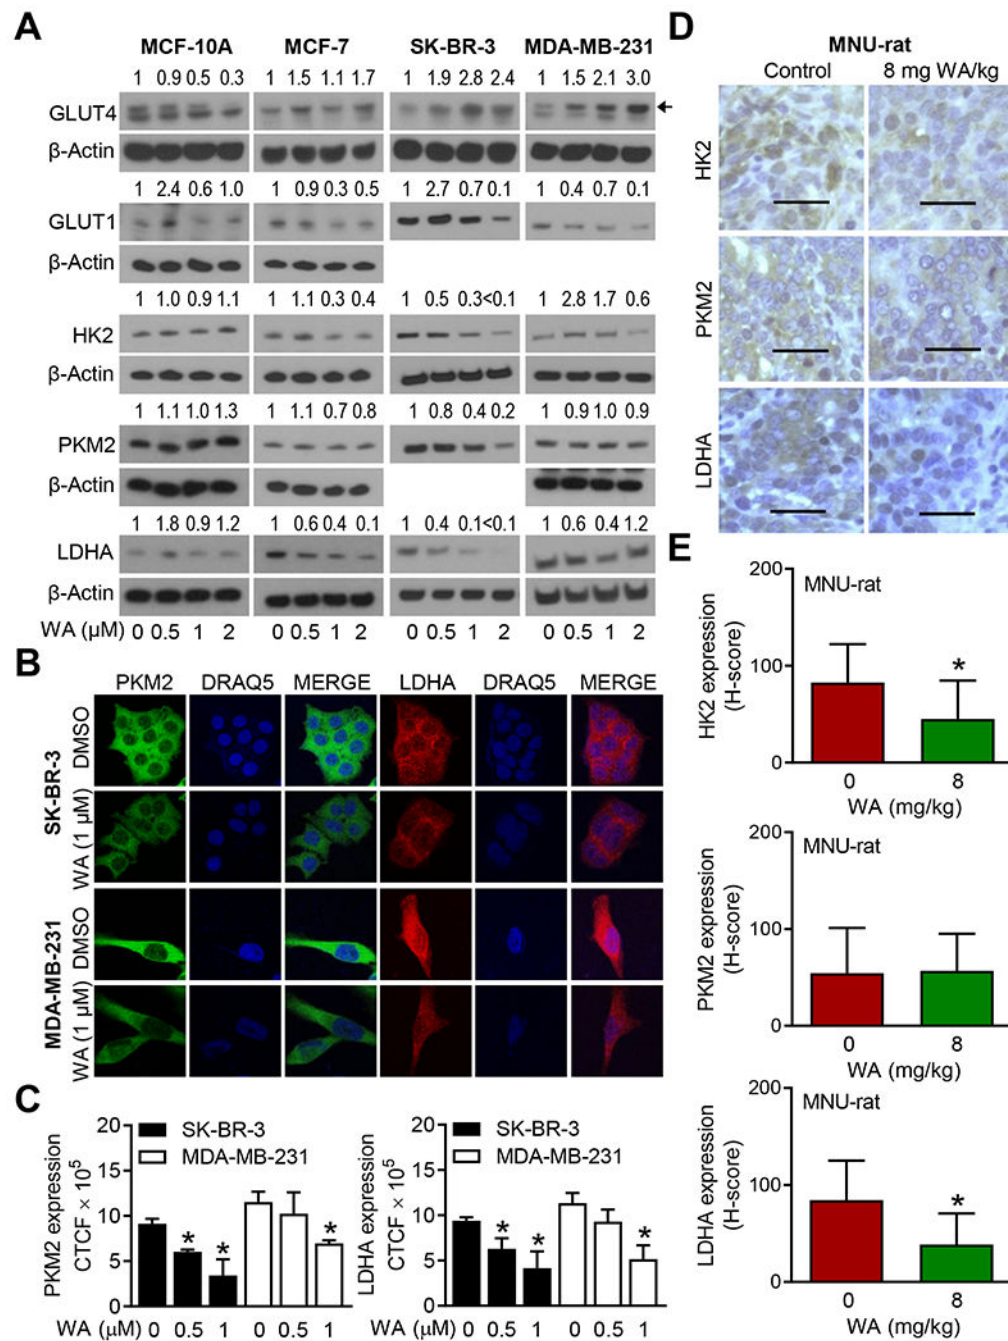 A
MCF-10A MCF-7 SK-BR-3 MDA-MB-231
1 0.9 0.5 0.3 1 1.5 1.1 1.7 1 1.9 2.8 2.4 1 1.5 2.1 3.0
GLUT4
β-Actin
1 2.4 0.6 1.0 1 0.9 0.3 0.5 1 2.7 0.7 0.1 1 0.4 0.7 0.1
GLUT1
β-Actin
1 1.0 0.9 1.1 1 1.1 0.3 0.4 1 0.5 0.3 <0.1 1 2.8 1.7 0.6
HK2
β-Actin
1 1.1 1.0 1.3 1 1.1 0.7 0.8 1 0.8 0.4 0.2 1 0.9 1.0 0.9
PKM2
β-Actin
1 1.8 0.9 1.2 1 0.6 0.4 0.1 1 0.4 0.1 <0.1 1 0.6 0.4 1.2
LDHA
β-Actin
WA (μM) 0 0.5 1 2 0 0.5 1 2 0 0.5 1 2 0 0.5 1 2
B
PKM2 DRAQ5 MERGE LDHA DRAQ5 MERGE
SK-BR-3
DMSO
WA (1 μM)
MDA-MB-231
DMSO
WA (1 μM)
C
PKM2 expression
CTCF × 10⁵
20
15
10
5
0
SK-BR-3
MDA-MB-231
* * *
WA (μM) 0 0.5 1 0 0.5 1
LDHA expression
CTCF × 10⁵
20
15
10
5
0
SK-BR-3
MDA-MB-231
* * *
WA (μM) 0 0.5 1 0 0.5 1
D
MNU-rat
Control 8 mg WA/kg
HK2
PKM2
LDHA
E
HK2 expression
(H-score)
200
100
0
MNU-rat
*
0 8
WA (mg/kg)
PKM2 expression
(H-score)
200
100
0
MNU-rat
0 8
WA (mg/kg)
LDHA expression
(H-score)
200
100
0
MNU-rat
*
0 8
WA (mg/kg)